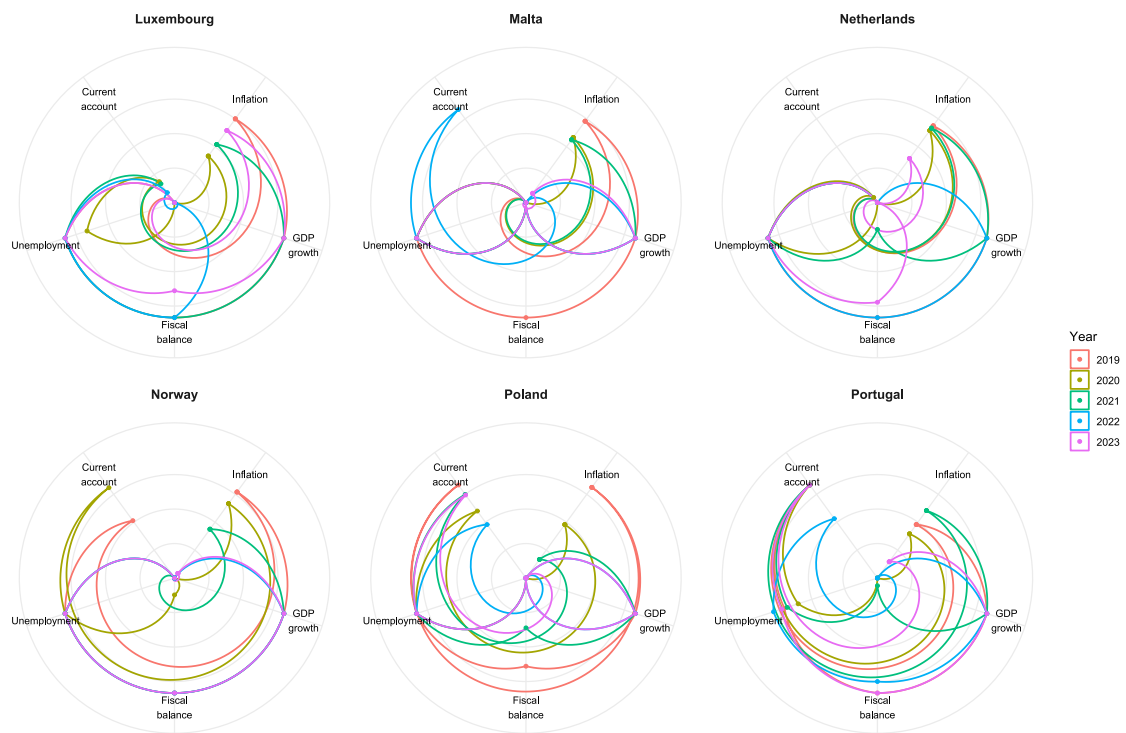 Luxembourg
Malta
Netherlands
Current
account
Inflation
Unemployment
GDP
growth
Fiscal
balance
Current
account
Inflation
Unemployment
GDP
growth
Fiscal
balance
Current
account
Inflation
Unemployment
GDP
growth
Fiscal
balance
Year
2019
2020
2021
2022
2023
Norway
Poland
Portugal
Current
account
Inflation
Unemployment
GDP
growth
Fiscal
balance
Current
account
Inflation
Unemployment
GDP
growth
Fiscal
balance
Current
account
Inflation
Unemployment
GDP
growth
Fiscal
balance